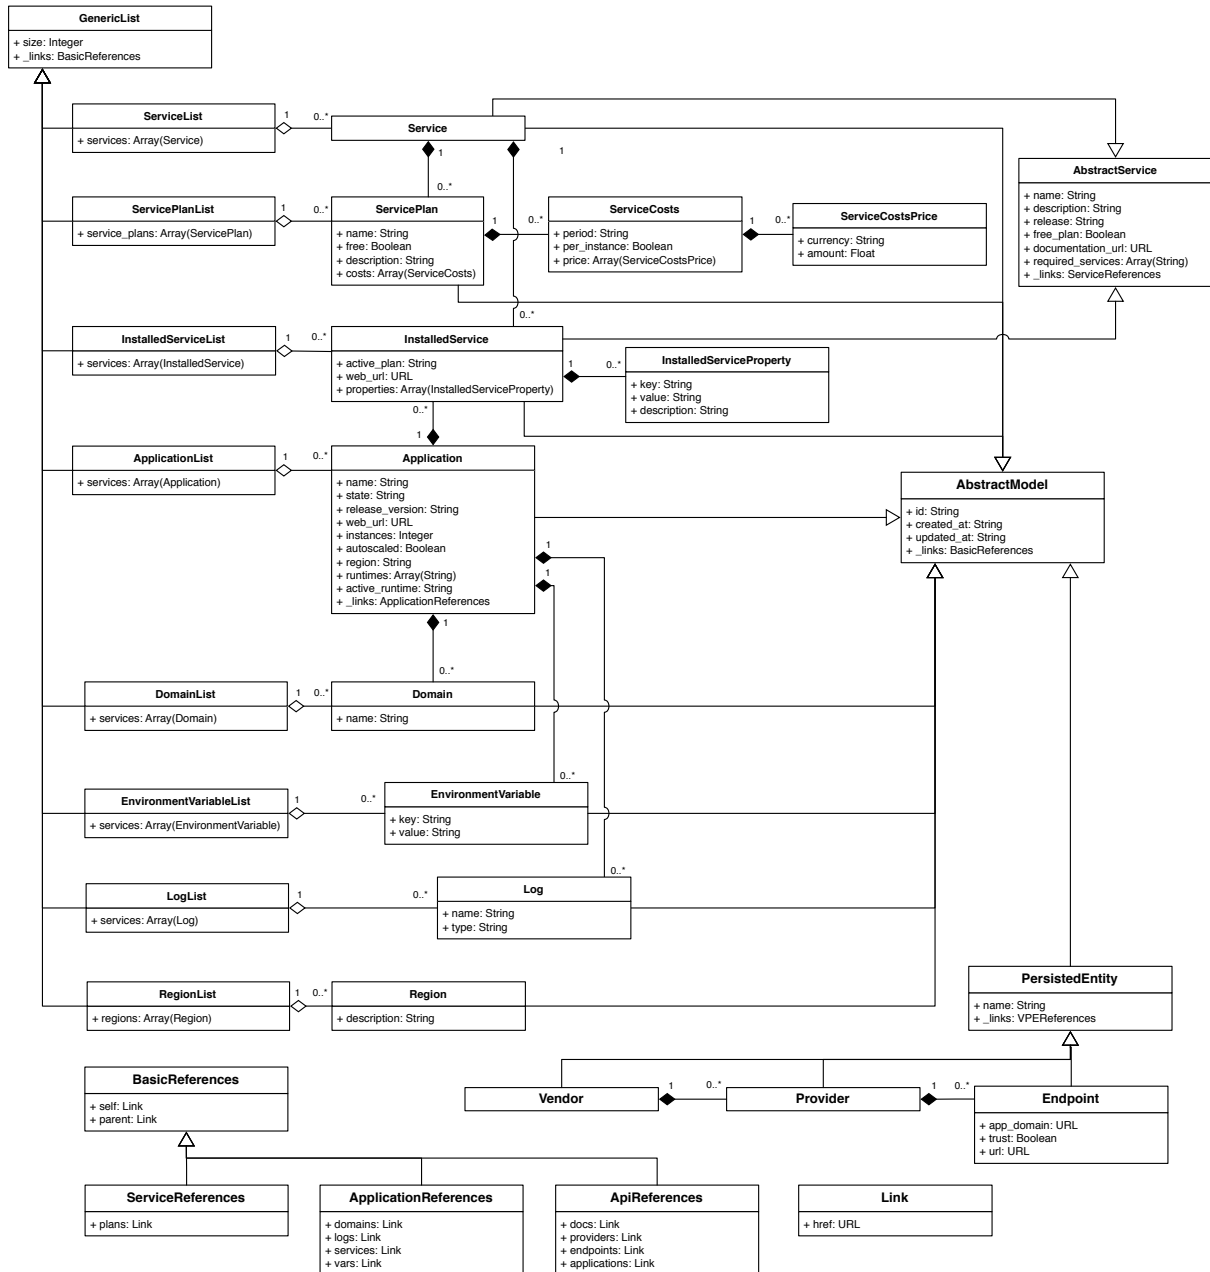 GenericList
+ size: Integer
+ _links: BasicReferences
ServiceList
+ services: Array(Service)
1
0..*
Service
1
1
0..*
AbstractService
+ name: String
+ description: String
+ release: String
+ free_plan: Boolean
+ documentation_url: URL
+ required_services: Array(String)
+ _links: ServiceReferences
ServicePlanList
+ service_plans: Array(ServicePlan)
1
0..*
ServicePlan
+ name: String
+ free: Boolean
+ description: String
+ costs: Array(ServiceCosts)
1
0..*
ServiceCosts
+ period: String
+ per_instance: Boolean
+ price: Array(ServiceCostsPrice)
1
0..*
ServiceCostsPrice
+ currency: String
+ amount: Float
0..*
InstalledServiceList
+ services: Array(InstalledService)
1
0..*
InstalledService
+ active_plan: String
+ web_url: URL
+ properties: Array(InstalledServiceProperty)
1
0..*
InstalledServiceProperty
+ key: String
+ value: String
+ description: String
0..*
1
ApplicationList
+ services: Array(Application)
1
0..*
Application
+ name: String
+ state: String
+ release_version: String
+ web_url: URL
+ instances: Integer
+ autoscaled: Boolean
+ region: String
+ runtimes: Array(String)
+ active_runtime: String
+ _links: ApplicationReferences
1
1
1
0..*
AbstractModel
+ id: String
+ created_at: String
+ updated_at: String
+ _links: BasicReferences
DomainList
+ services: Array(Domain)
1
0..*
Domain
+ name: String
0..*
EnvironmentVariableList
+ services: Array(EnvironmentVariable)
1
0..*
EnvironmentVariable
+ key: String
+ value: String
0..*
LogList
+ services: Array(Log)
1
0..*
Log
+ name: String
+ type: String
RegionList
+ regions: Array(Region)
1
0..*
Region
+ description: String
PersistedEntity
+ name: String
+ _links: VPEReferences
BasicReferences
+ self: Link
+ parent: Link
Vendor
1
0..*
Provider
1
0..*
Endpoint
+ app_domain: URL
+ trust: Boolean
+ url: URL
ServiceReferences
+ plans: Link
ApplicationReferences
+ domains: Link
+ logs: Link
+ services: Link
+ vars: Link
ApiReferences
+ docs: Link
+ providers: Link
+ endpoints: Link
+ applications: Link
Link
+ href: URL